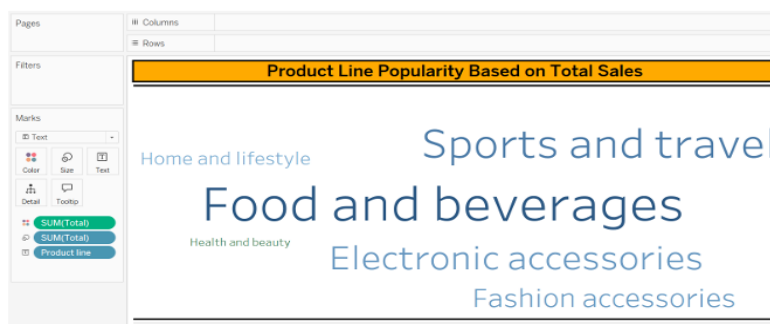 Pages
Columns
Rows
Filters
Product Line Popularity Based on Total Sales
Marks
Text
Color Size Text
Detail Tooltip
SUM(Total)
SUM(Total)
Product line
Sports and travel
Home and lifestyle
Food and beverages
Health and beauty
Electronic accessories
Fashion accessories